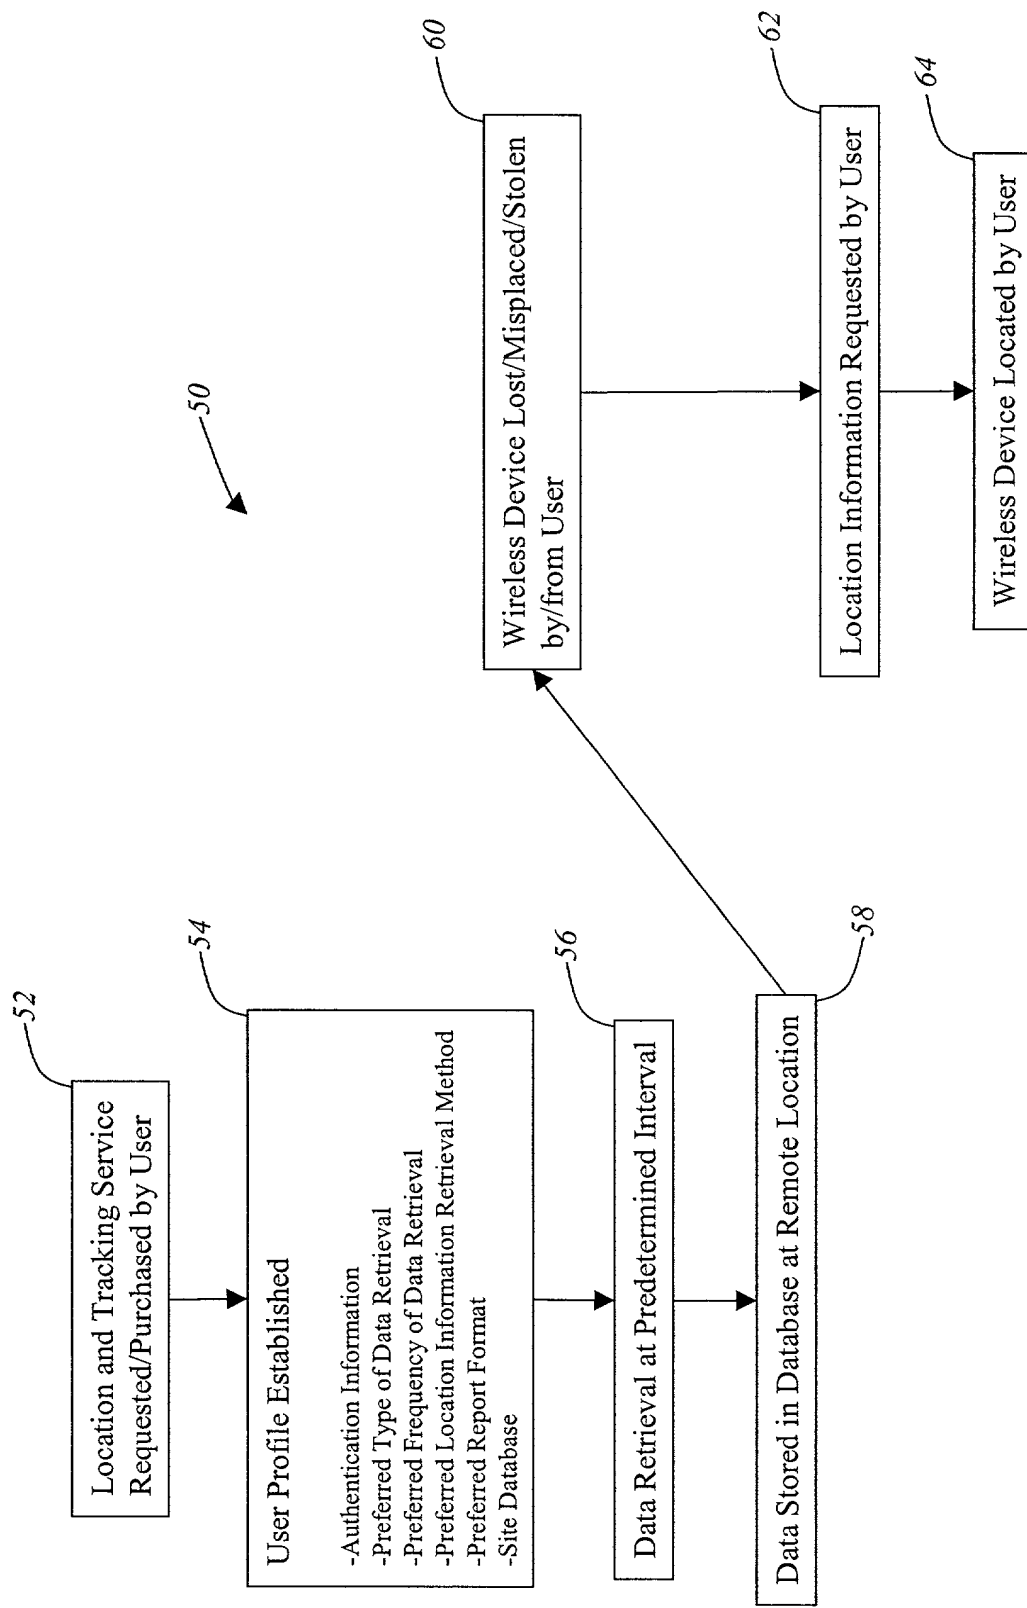 50
52
Location and Tracking Service
Requested/Purchased by User
54
User Profile Established
-Authentication Information
-Preferred Type of Data Retrieval
-Preferred Frequency of Data Retrieval
-Preferred Location Information Retrieval Method
-Preferred Report Format
-Site Database
56
Data Retrieval at Predetermined Interval
58
Data Stored in Database at Remote Location
60
Wireless Device Lost/Misplaced/Stolen
by/from User
62
Location Information Requested by User
64
Wireless Device Located by User